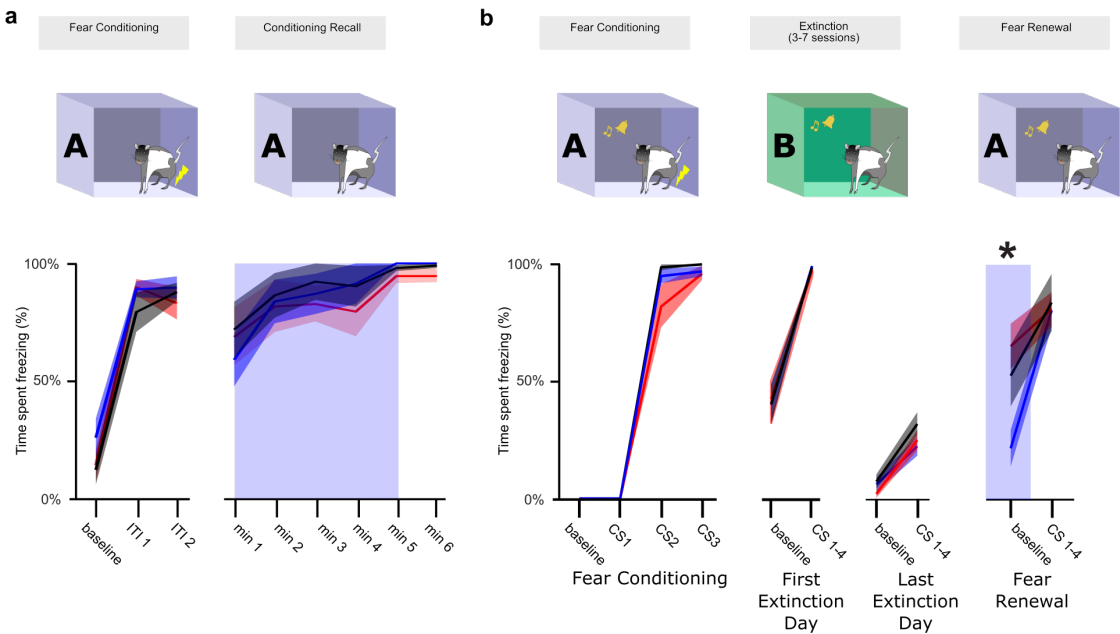 a
Fear Conditioning
Conditioning Recall
A
A
Time spent freezing (%)
100%
50%
0%
baseline
ITI 1
ITI 2
min 1
min 2
min 3
min 4
min 5
min 6
b
Fear Conditioning
Extinction
(3-7 sessions)
Fear Renewal
A
B
A
*
Time spent freezing (%)
100%
50%
0%
baseline
CS1
CS2
CS3
baseline
CS 1-4
baseline
CS 1-4
baseline
CS 1-4
Fear Conditioning
First
Extinction
Day
Last
Extinction
Day
Fear
Renewal